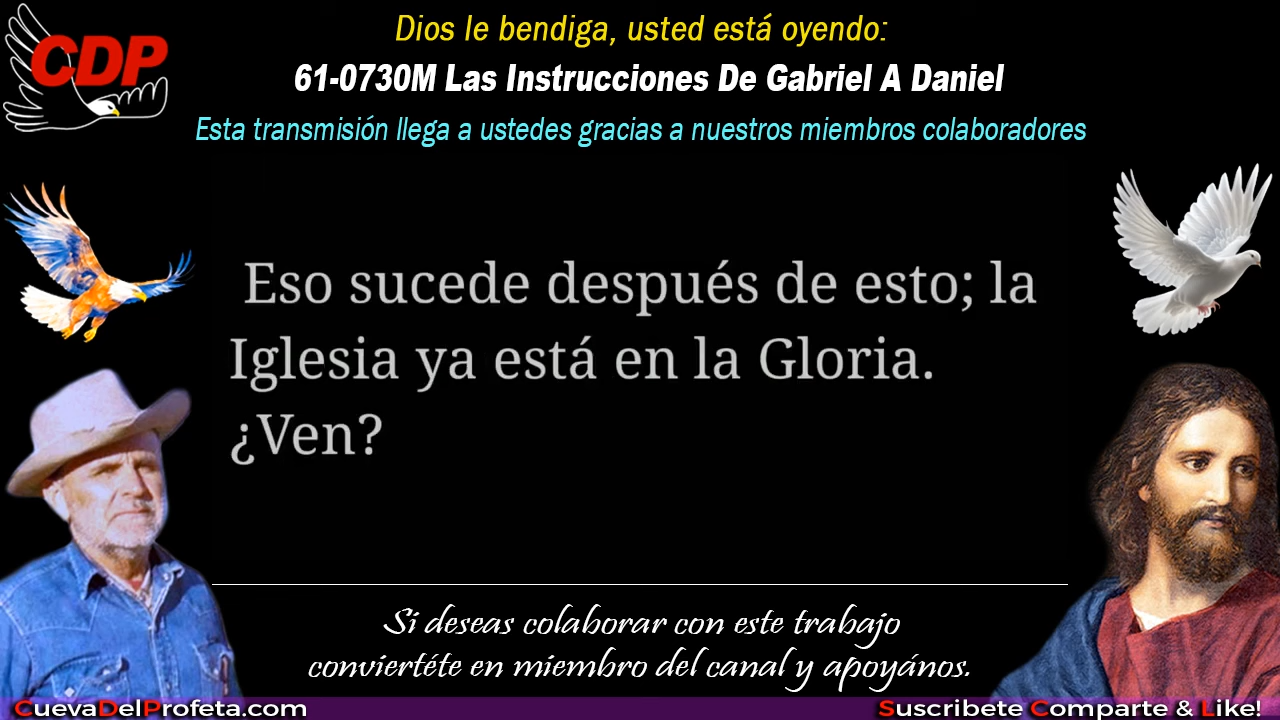 CDP
Dios le bendiga, usted está oyendo:
61-0730M Las Instrucciones De Gabriel A Daniel
Esta transmisión llega a ustedes gracias a nuestros miembros colaboradores
Eso sucede después de esto; la
Iglesia ya está en la Gloria.
¿Ven?
Si deseas colaborar con este trabajo
conviertéte en miembro del canal y apoyános.
CuevaDelProfeta.com
Suscribete Comparte & Like!